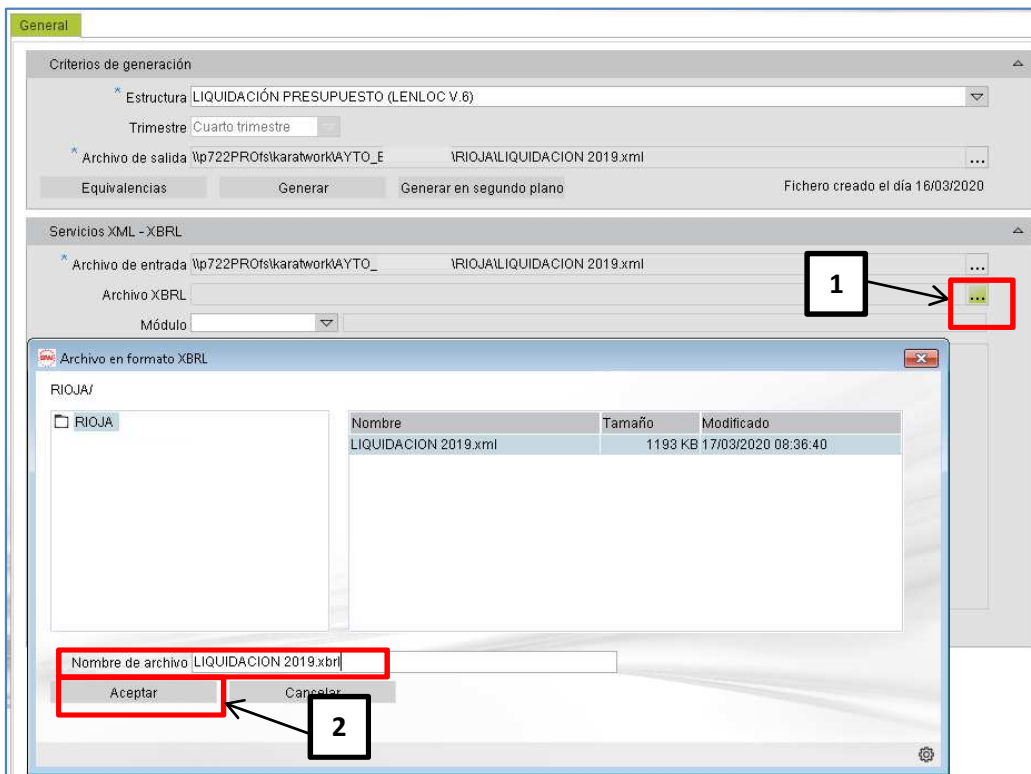 General
Criterios de generación
* Estructura LIQUIDACIÓN PRESUPUESTO (LENLOC V.6)
Trimestre Cuarto trimestre
* Archivo de salida \\p722PROfs\karatwork\AYTO_E \RIOJA\LIQUIDACION 2019.xml ...
Equivalencias Generar Generar en segundo plano Fichero creado el día 16/03/2020
Servicios XML - XBRL
* Archivo de entrada \\p722PROfs\karatwork\AYTO_ \RIOJA\LIQUIDACION 2019.xml ...
Archivo XBRL ...
1
Módulo
Archivo en formato XBRL
RIOJA/
RIOJA
Nombre Tamaño Modificado
LIQUIDACION 2019.xml 1193 KB 17/03/2020 08:36:40
Nombre de archivo LIQUIDACION 2019.xbrl
Aceptar Cancelar
2